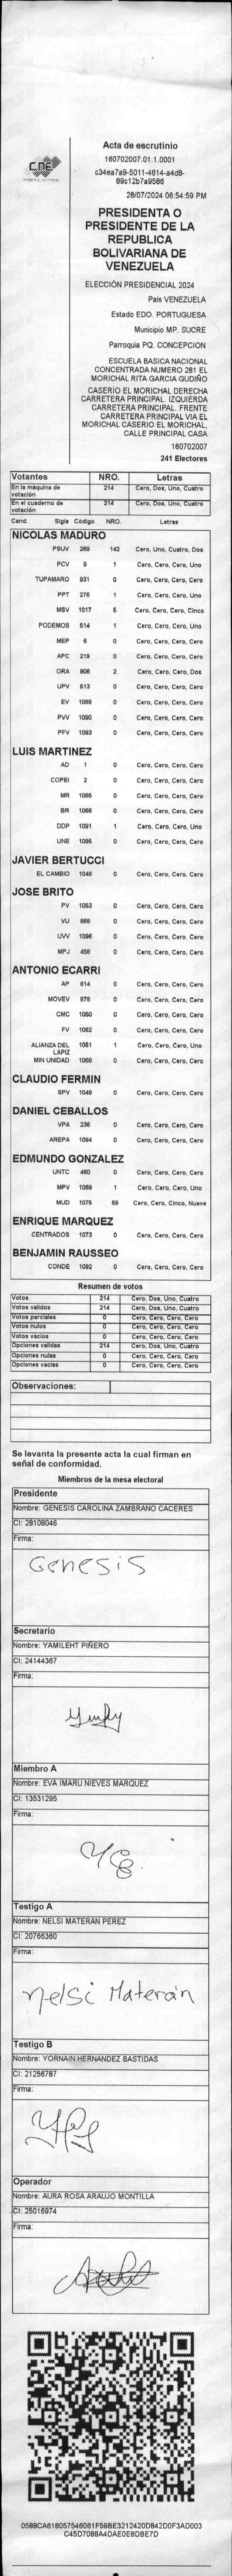 CNE
Acta de escrutinio
160702007.01.1.0001
c34ea7a9-5011-4614-a4d8-
89c12b7a9586
28/07/2024 06:54:59 PM
PRESIDENTA O
PRESIDENTE DE LA
REPUBLICA
BOLIVARIANA DE
VENEZUELA
ELECCIÓN PRESIDENCIAL 2024
Pais VENEZUELA
Estado EDO. PORTUGUESA
Municipio MP. SUCRE
Parroquia PQ. CONCEPCION
ESCUELA BASICA NACIONAL
CONCENTRADA NUMERO 281 EL
MORICHAL RITA GARCIA GUDIÑO
CASERIO EL MORICHAL DERECHA
CARRETERA PRINCIPAL. IZQUIERDA
CARRETERA PRINCIPAL. FRENTE
CARRETERA PRINCIPAL VIA EL
MORICHAL CASERIO EL MORICHAL,
CALLE PRINCIPAL CASA
160702007
241 Electores
Votantes NRO. Letras
En la máquina de votación 214 Cero, Dos, Uno, Cuatro
En el cuaderno de votación 214 Cero, Dos, Uno, Cuatro
Cand. Sigla Código NRO. Letras
NICOLAS MADURO
PSUV 269 142 Cero, Uno, Cuatro, Dos
PCV 9 1 Cero, Cero, Cero, Uno
TUPAMARO 931 0 Cero, Cero, Cero, Cero
PPT 276 1 Cero, Cero, Cero, Uno
MSV 1017 5 Cero, Cero, Cero, Cinco
PODEMOS 514 1 Cero, Cero, Cero, Uno
MEP 6 0 Cero, Cero, Cero, Cero
APC 219 0 Cero, Cero, Cero, Cero
ORA 906 2 Cero, Cero, Cero, Dos
UPV 613 0 Cero, Cero, Cero, Cero
EV 1089 0 Cero, Cero, Cero, Cero
PVV 1090 0 Cero, Cero, Cero, Cero
PFV 1093 0 Cero, Cero, Cero, Cero
LUIS MARTINEZ
AD 1 0 Cero, Cero, Cero, Cero
COPEI 2 0 Cero, Cero, Cero, Cero
MR 1065 0 Cero, Cero, Cero, Cero
BR 1066 0 Cero, Cero, Cero, Cero
DDP 1091 1 Cero, Cero, Cero, Uno
UNE 1095 0 Cero, Cero, Cero, Cero
JAVIER BERTUCCI
EL CAMBIO 1048 0 Cero, Cero, Cero, Cero
JOSE BRITO
PV 1053 0 Cero, Cero, Cero, Cero
VU 868 0 Cero, Cero, Cero, Cero
UVV 1096 0 Cero, Cero, Cero, Cero
MPJ 456 0 Cero, Cero, Cero, Cero
ANTONIO ECARRI
AP 814 0 Cero, Cero, Cero, Cero
MOVEV 978 0 Cero, Cero, Cero, Cero
CMC 1050 0 Cero, Cero, Cero, Cero
FV 1062 0 Cero, Cero, Cero, Cero
ALIANZA DEL LAPIZ 1051 1 Cero, Cero, Cero, Uno
MIN UNIDAD 1068 0 Cero, Cero, Cero, Cero
CLAUDIO FERMIN
SPV 1049 0 Cero, Cero, Cero, Cero
DANIEL CEBALLOS
VPA 236 0 Cero, Cero, Cero, Cero
AREPA 1094 0 Cero, Cero, Cero, Cero
EDMUNDO GONZALEZ
UNTC 460 0 Cero, Cero, Cero, Cero
MPV 1069 1 Cero, Cero, Cero, Uno
MUD 1075 59 Cero, Cero, Cinco, Nueve
ENRIQUE MARQUEZ
CENTRADOS 1073 0 Cero, Cero, Cero, Cero
BENJAMIN RAUSSEO
CONDE 1092 0 Cero, Cero, Cero, Cero
Resumen de votos
Votos 214 Cero, Dos, Uno, Cuatro
Votos validos 214 Cero, Dos, Uno, Cuatro
Votos parciales 0 Cero, Cero, Cero, Cero
Votos nulos 0 Cero, Cero, Cero, Cero
Votos vacios 0 Cero, Cero, Cero, Cero
Opciones validas 214 Cero, Dos, Uno, Cuatro
Opciones nulas 0 Cero, Cero, Cero, Cero
Opciones vacias 0 Cero, Cero, Cero, Cero
Observaciones:
Se levanta la presente acta la cual firman en
señal de conformidad.
Miembros de la mesa electoral
Presidente
Nombre: GENESIS CAROLINA ZAMBRANO CACERES
CI: 28108046
Firma:
Genesis
Secretario
Nombre: YAMILEHT PIÑERO
CI: 24144367
Firma:
Miembro A
Nombre: EVA IMARU NIEVES MARQUEZ
CI: 13531295
Firma:
Testigo A
Nombre: NELSI MATERAN PEREZ
CI: 20766360
Firma:
Nelsi Materán
Testigo B
Nombre: YORNAIN HERNANDEZ BASTIDAS
CI: 21256787
Firma:
Operador
Nombre: AURA ROSA ARAUJO MONTILLA
CI: 25016974
Firma:
058BCA618057546061F59BE3212420D842D0F3AD003
C45D7088A4DAE0E8DBE7D